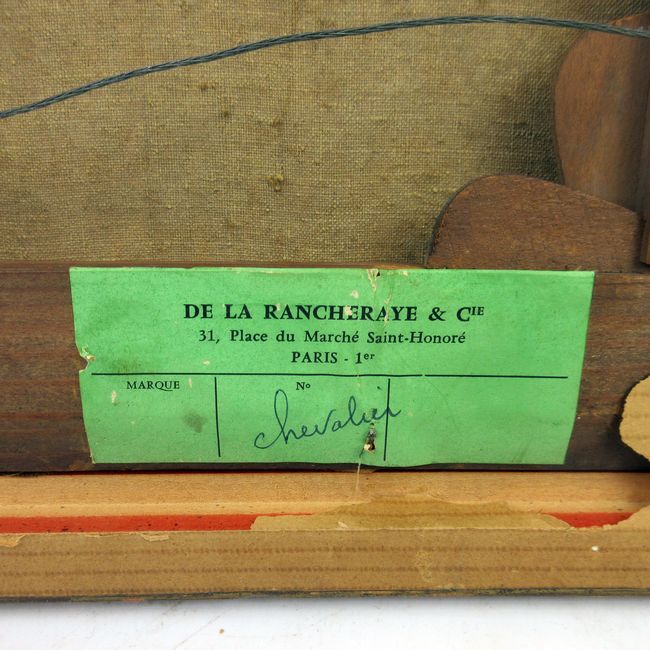 DE LA RANCHERAYE & CIE
31, Place du Marché Saint-Honoré
PARIS - 1er
MARQUE
No
chevalier